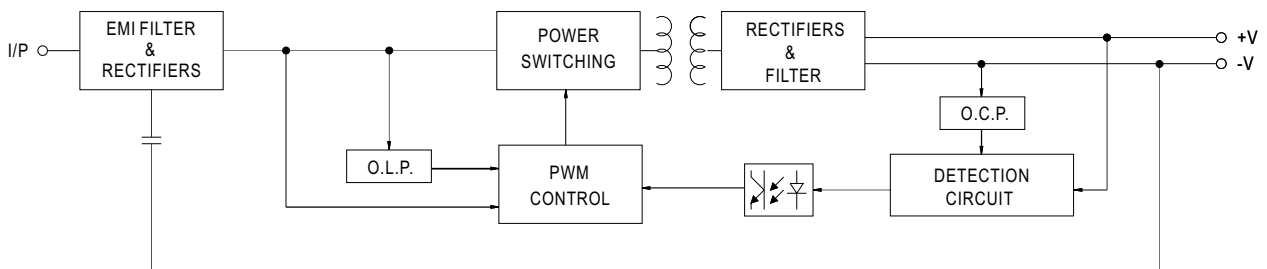 I/P
EMI FILTER
&
RECTIFIERS
POWER
SWITCHING
RECTIFIERS
&
FILTER
+V
-V
O.C.P.
O.L.P.
PWM
CONTROL
DETECTION
CIRCUIT